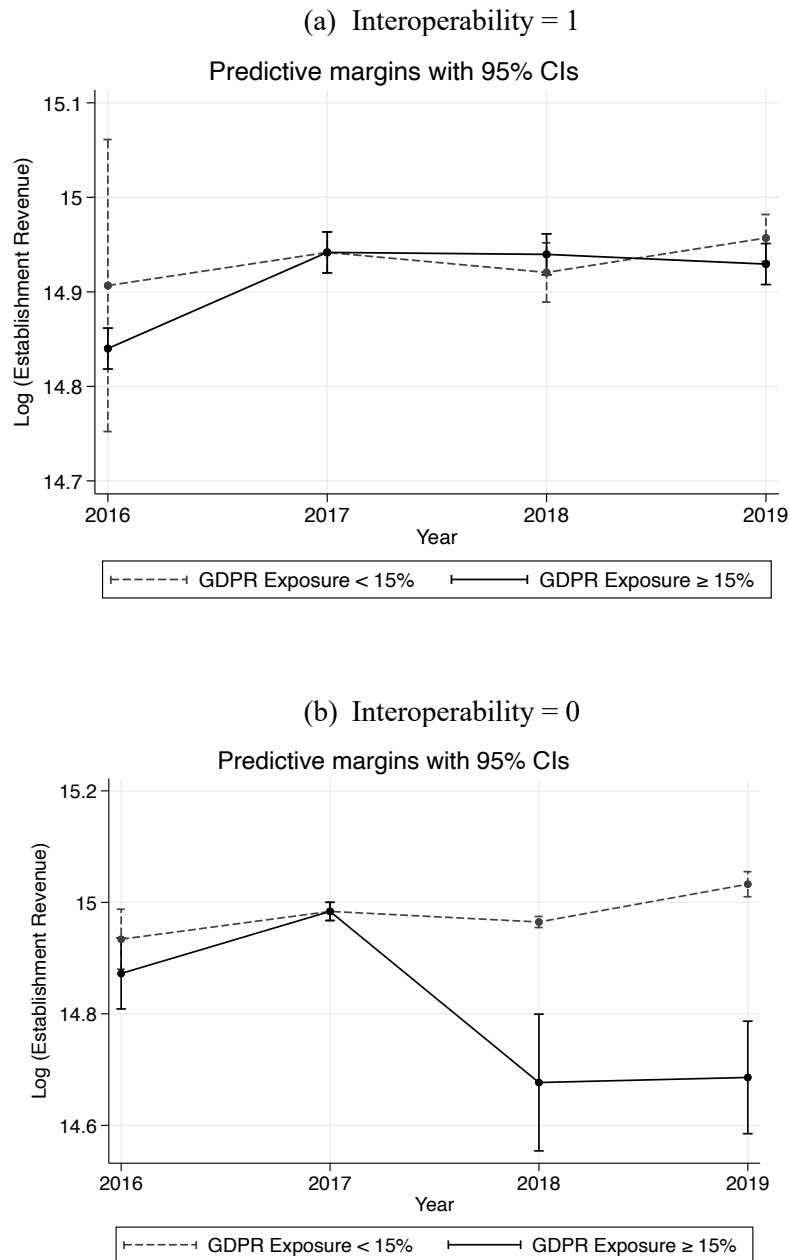 (a) Interoperability = 1
Predictive margins with 95% CIs
15.1
15
14.9
14.8
14.7
Log (Establishment Revenue)
2016 2017 2018 2019
Year
GDPR Exposure < 15% GDPR Exposure ≥ 15%
(b) Interoperability = 0
Predictive margins with 95% CIs
15.2
15
14.8
14.6
Log (Establishment Revenue)
2016 2017 2018 2019
Year
GDPR Exposure < 15% GDPR Exposure ≥ 15%